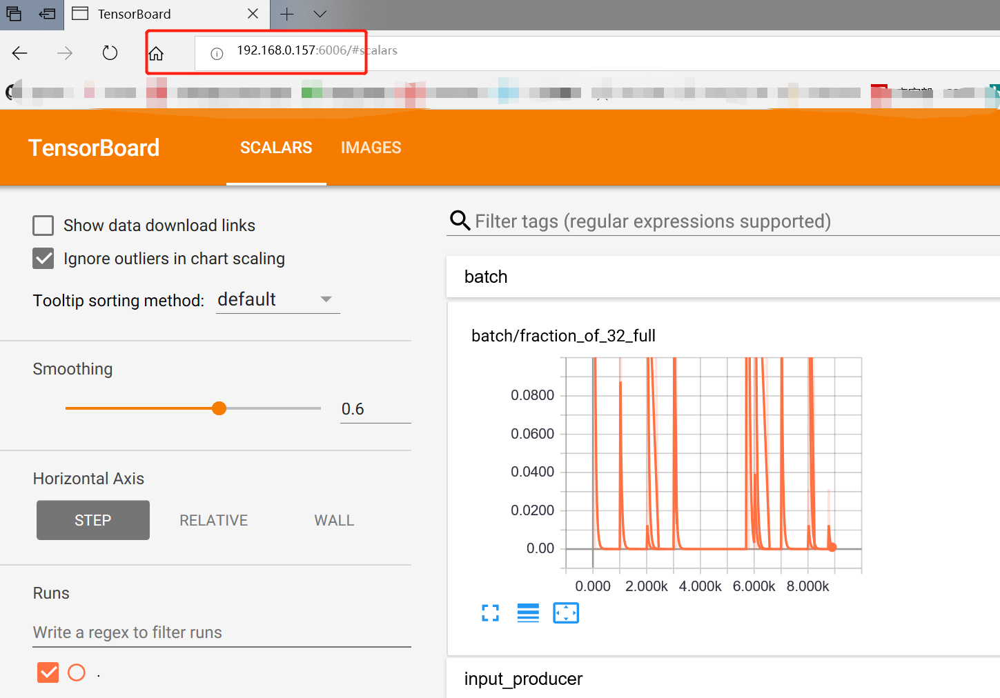 TensorBoard
192.168.0.157:6006/#scalars
TensorBoard
SCALARS
IMAGES
Show data download links
Ignore outliers in chart scaling
Tooltip sorting method: default
Smoothing
0.6
Horizontal Axis
STEP
RELATIVE
WALL
Runs
Write a regex to filter runs
.
Filter tags (regular expressions supported)
batch
batch/fraction_of_32_full
0.0800
0.0600
0.0400
0.0200
0.00
0.000 2.000k 4.000k 6.000k 8.000k
input_producer